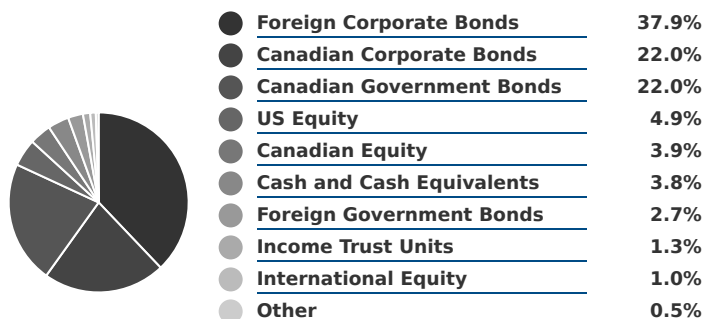 Foreign Corporate Bonds 37.9%
Canadian Corporate Bonds 22.0%
Canadian Government Bonds 22.0%
US Equity 4.9%
Canadian Equity 3.9%
Cash and Cash Equivalents 3.8%
Foreign Government Bonds 2.7%
Income Trust Units 1.3%
International Equity 1.0%
Other 0.5%